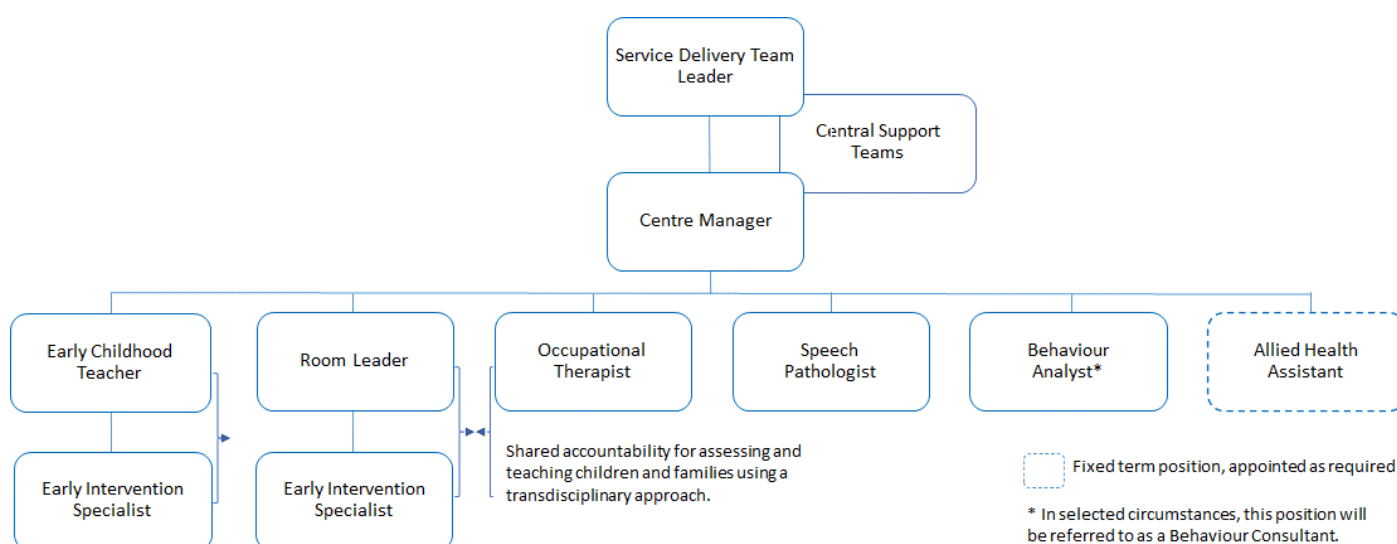 Service Delivery Team
Leader
Central Support
Teams
Centre Manager
Early Childhood
Teacher
Room Leader
Occupational
Therapist
Speech
Pathologist
Behaviour
Analyst*
Allied Health
Assistant
Early Intervention
Specialist
Early Intervention
Specialist
Shared accountability for assessing and
teaching children and families using a
transdisciplinary approach.
Fixed term position, appointed as required
* In selected circumstances, this position will
be referred to as a Behaviour Consultant.